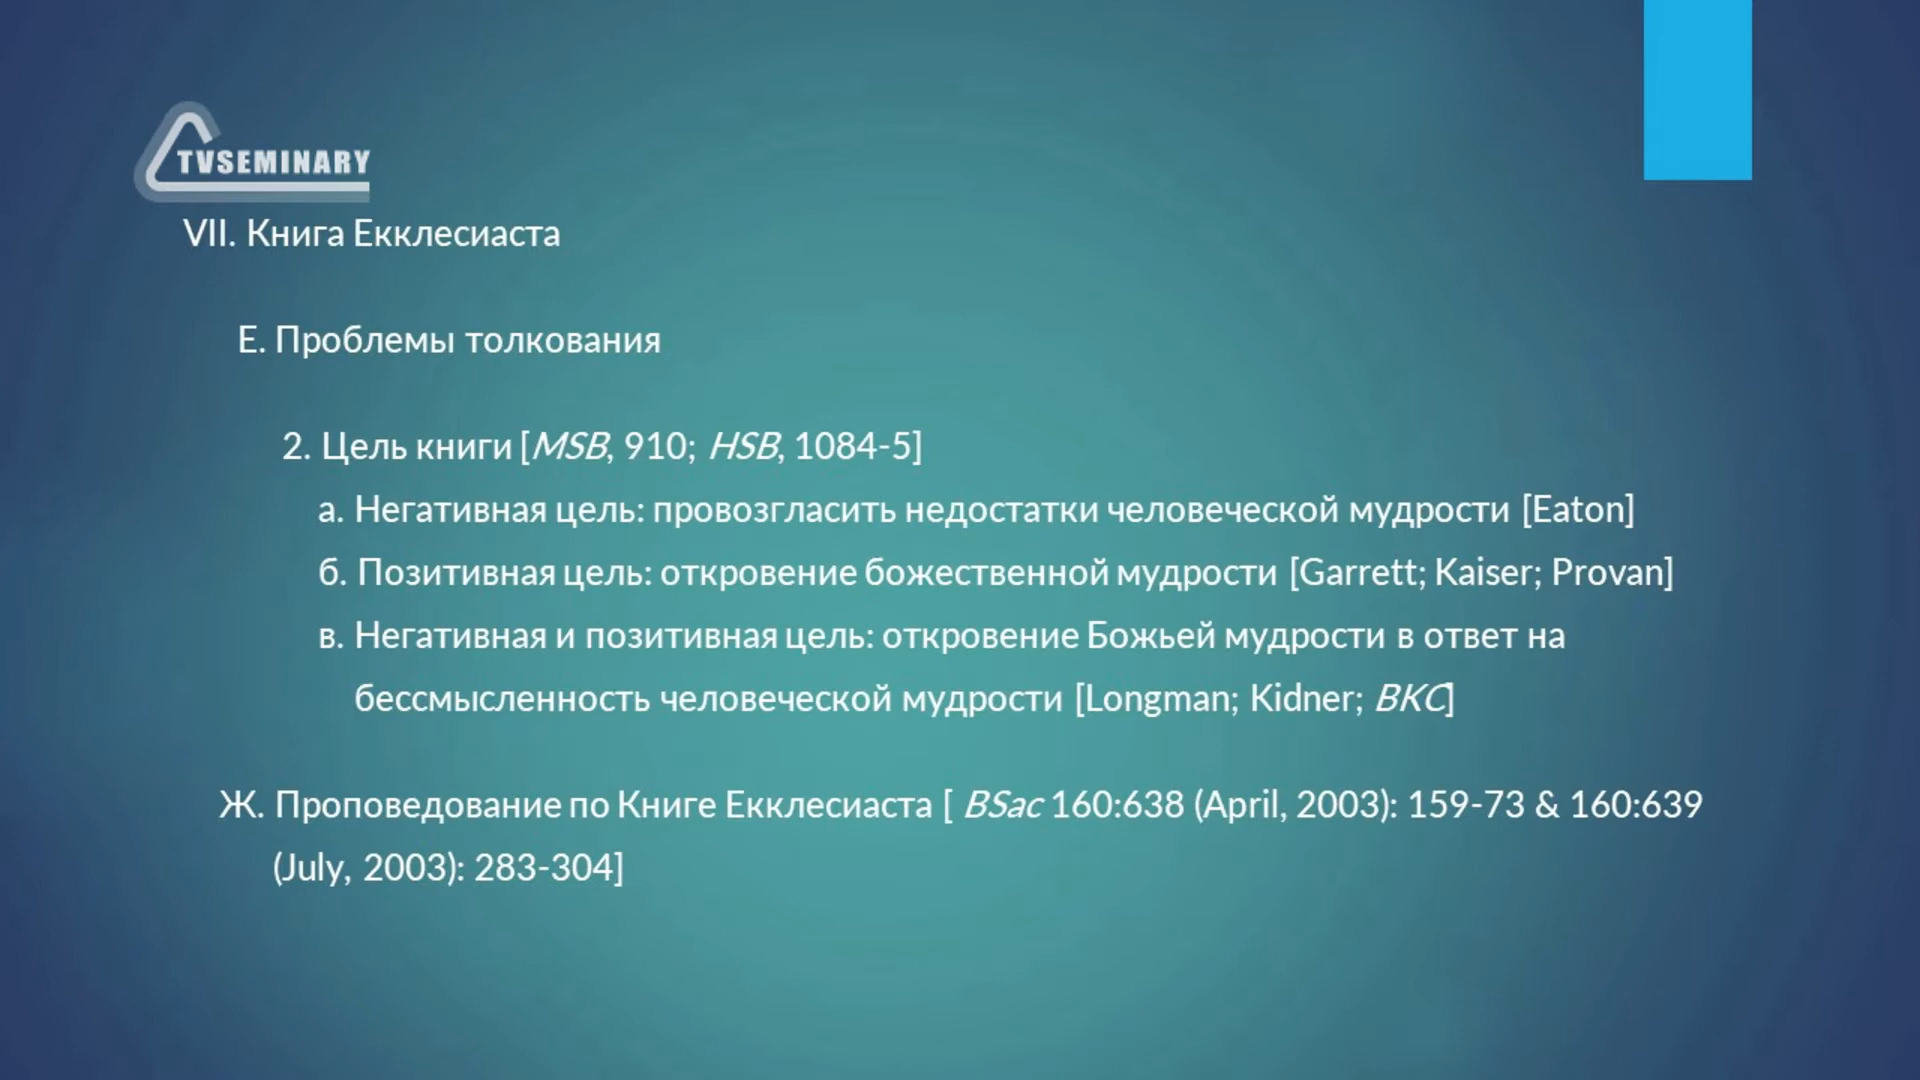 TVSEMINARY
VII. Книга Екклесиаста
Е. Проблемы толкования
2. Цель книги [MSB, 910; HSB, 1084-5]
а. Негативная цель: провозгласить недостатки человеческой мудрости [Eaton]
б. Позитивная цель: откровение божественной мудрости [Garrett; Kaiser; Provan]
в. Негативная и позитивная цель: откровение Божьей мудрости в ответ на
бессмысленность человеческой мудрости [Longman; Kidner; BKC]
Ж. Проповедование по Книге Екклесиаста [ BSac 160:638 (April, 2003): 159-73 & 160:639
(July, 2003): 283-304]